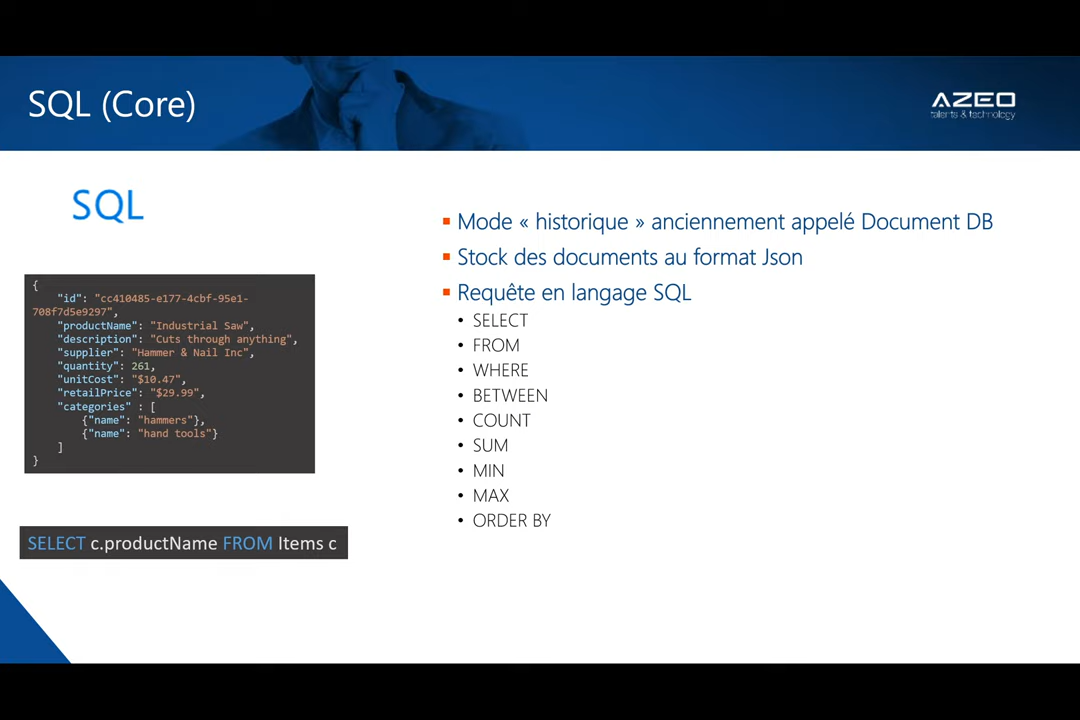 SQL (Core)
AZEO
talents & technology
SQL
{
"id": "cc410485-e177-4cbf-95e1-
708f7d5e9297",
"productName": "Industrial Saw",
"description": "Cuts through anything",
"supplier": "Hammer & Nail Inc",
"quantity": 261,
"unitCost": "$10.47",
"retailPrice": "$29.99",
"categories" : [
{"name": "hammers"},
{"name": "hand tools"}
]
}
SELECT c.productName FROM Items c
▪ Mode « historique » anciennement appelé Document DB
▪ Stock des documents au format Json
▪ Requête en langage SQL
• SELECT
• FROM
• WHERE
• BETWEEN
• COUNT
• SUM
• MIN
• MAX
• ORDER BY